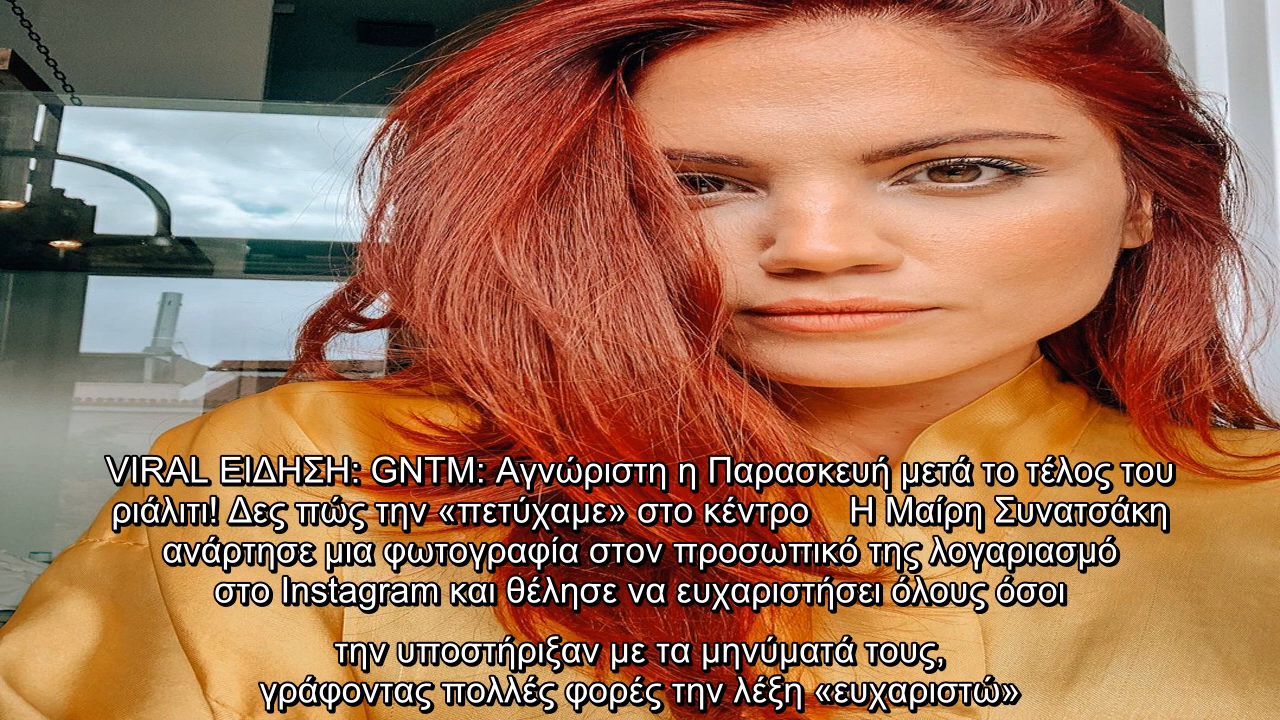 VIRAL ΕΙΔΗΣΗ: GNTM: Αγνώριστη η Παρασκευή μετά το τέλος του
ριάλιτι! Δες πώς την «πετύχαμε» στο κέντρο    Η Μαίρη Συνατσάκη
ανάρτησε μια φωτογραφία στον προσωπικό της λογαριασμό
στο Instagram και θέλησε να ευχαριστήσει όλους όσοι
την υποστήριξαν με τα μηνύματά τους,
γράφοντας πολλές φορές την λέξη «ευχαριστώ»